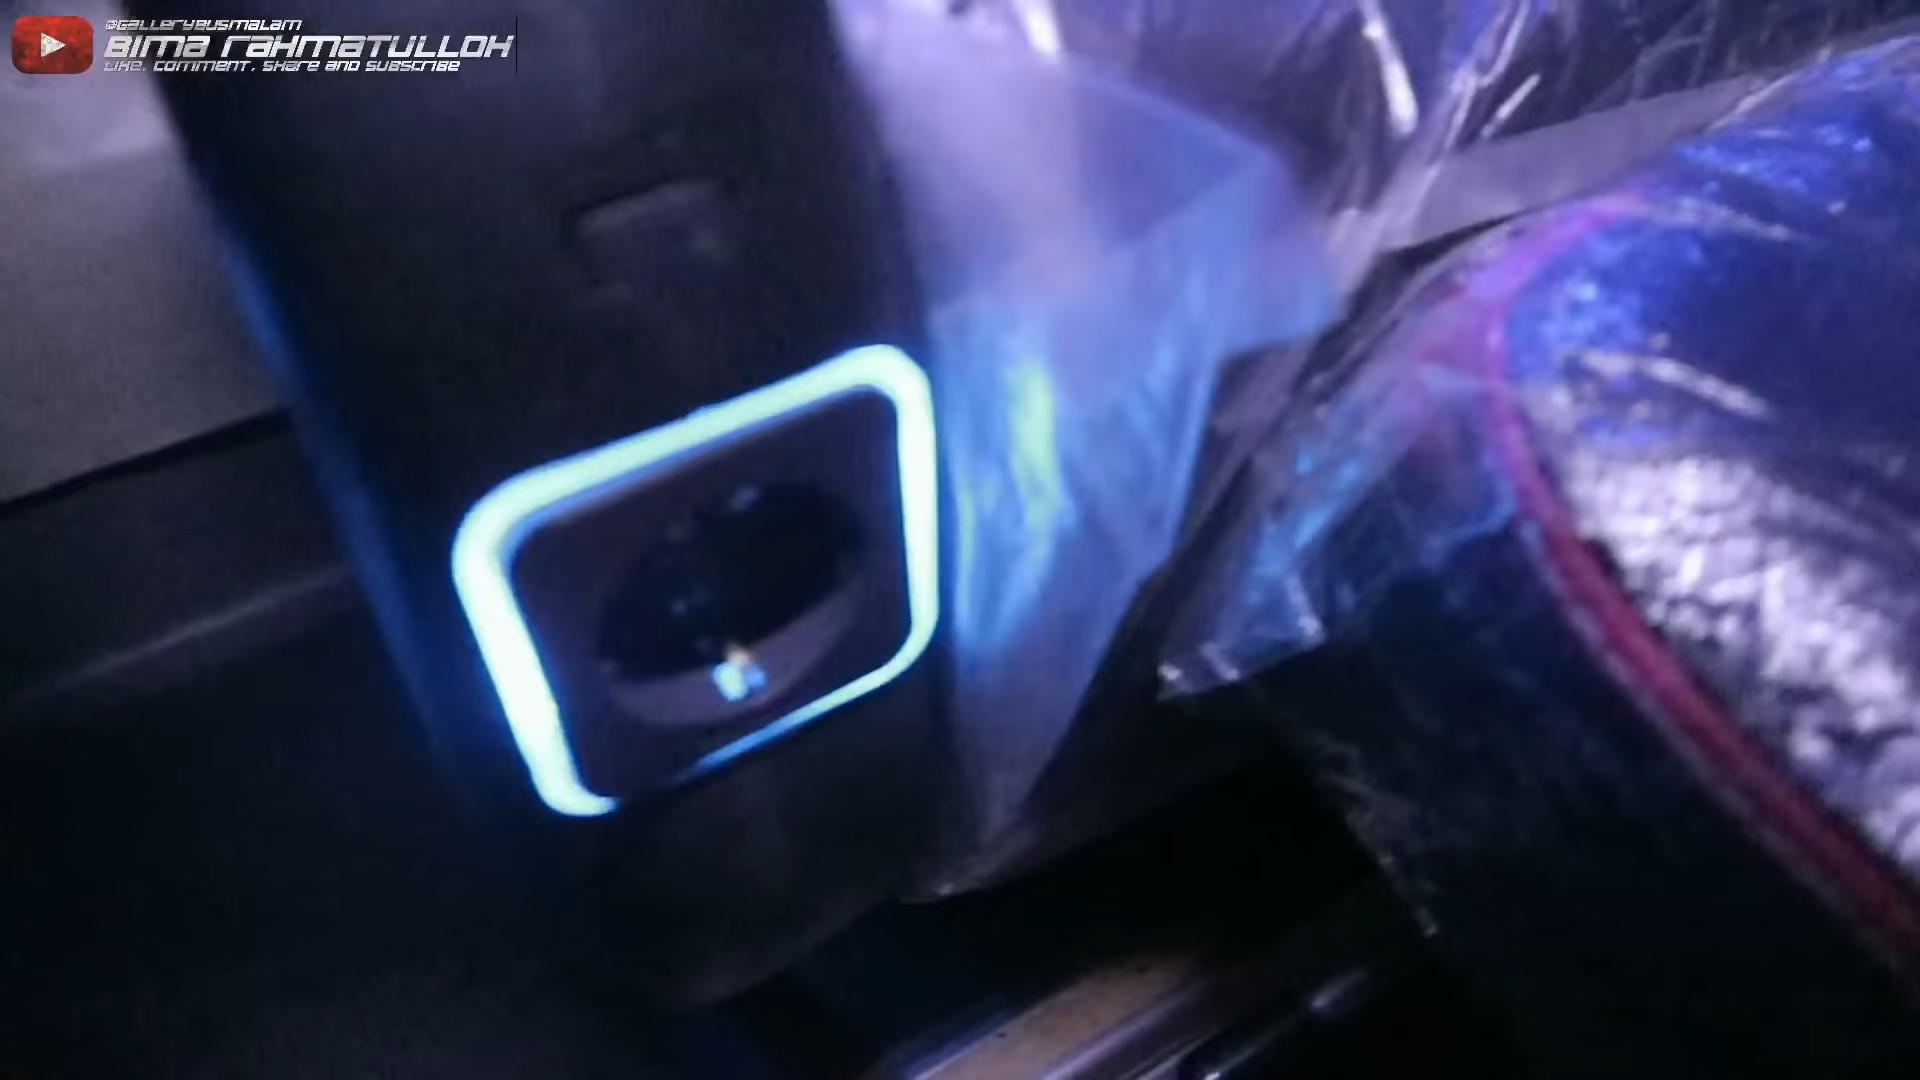 @GALLERYBUSMALAM
BIMA RAHMATULLOH
LIKE, COMMENT, SHARE AND SUBSCRIBE